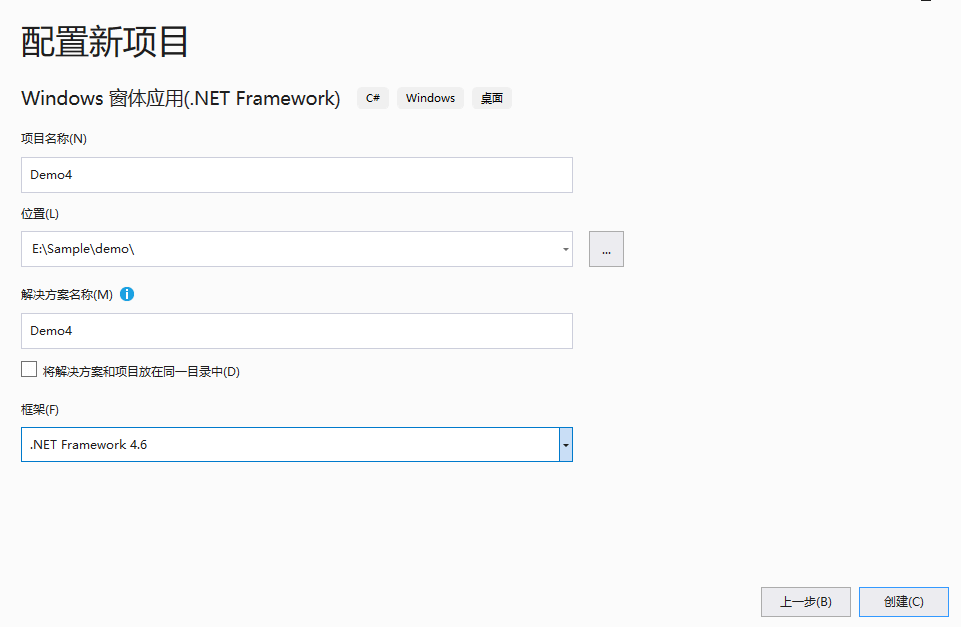 配置新项目
Windows 窗体应用(.NET Framework) C# Windows 桌面
项目名称(N)
Demo4
位置(L)
E:\Sample\demo\
...
解决方案名称(M)
Demo4
将解决方案和项目放在同一目录中(D)
框架(F)
.NET Framework 4.6
上一步(B) 创建(C)